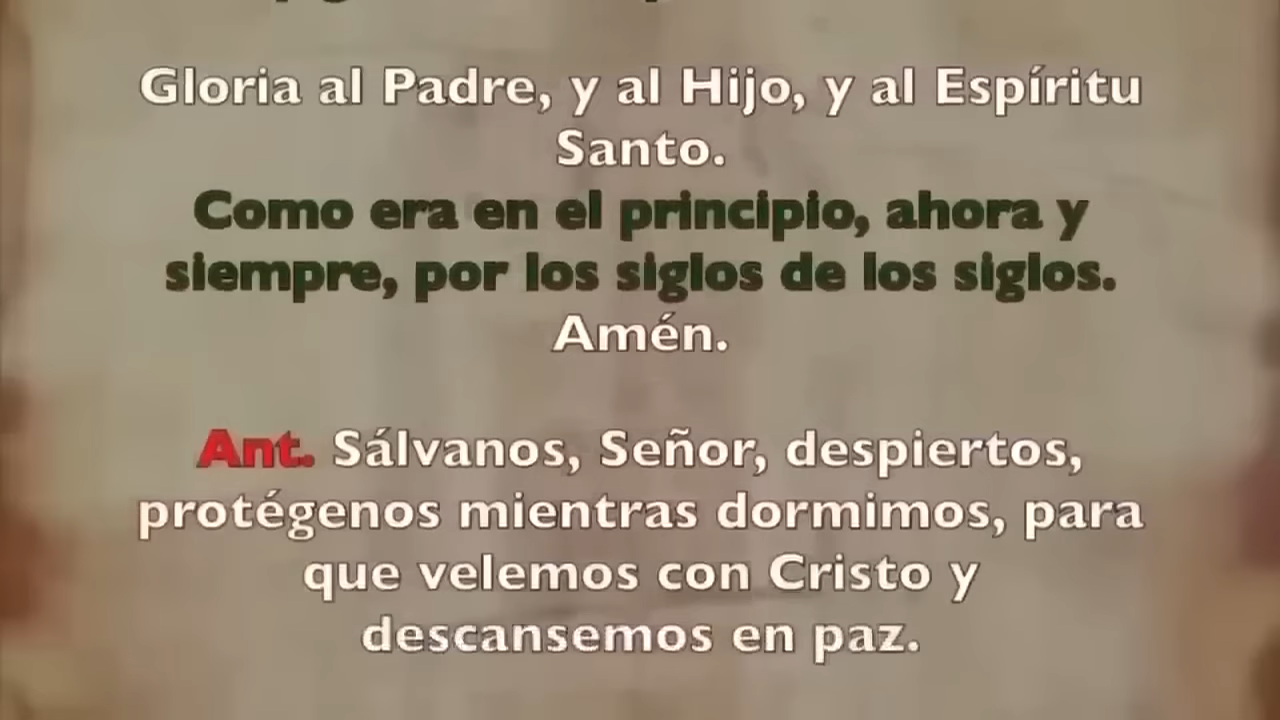 Gloria al Padre, y al Hijo, y al Espíritu
Santo.
Como era en el principio, ahora y
siempre, por los siglos de los siglos.
Amén.
Ant. Sálvanos, Señor, despiertos,
protégenos mientras dormimos, para
que velemos con Cristo y
descansemos en paz.